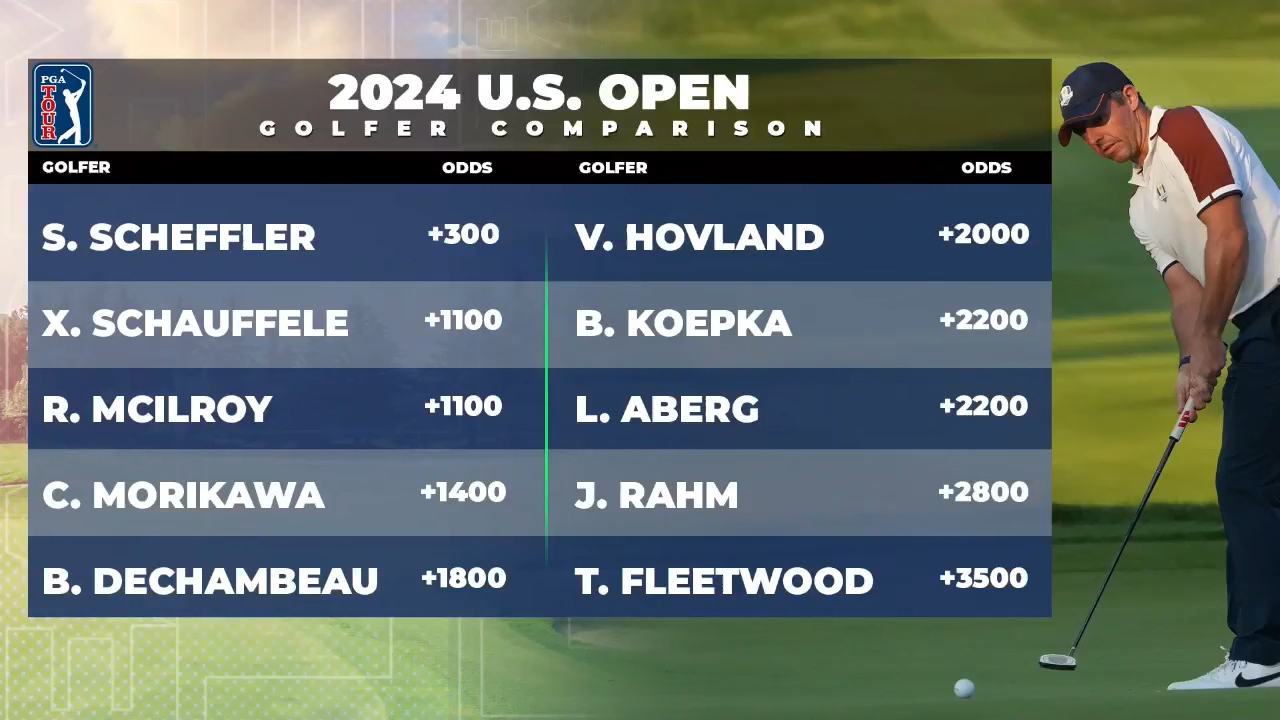 PGA
TOUR
2024 U.S. OPEN
GOLFER COMPARISON
GOLFER ODDS GOLFER ODDS
S. SCHEFFLER +300 V. HOVLAND +2000
X. SCHAUFFELE +1100 B. KOEPKA +2200
R. MCILROY +1100 L. ABERG +2200
C. MORIKAWA +1400 J. RAHM +2800
B. DECHAMBEAU +1800 T. FLEETWOOD +3500